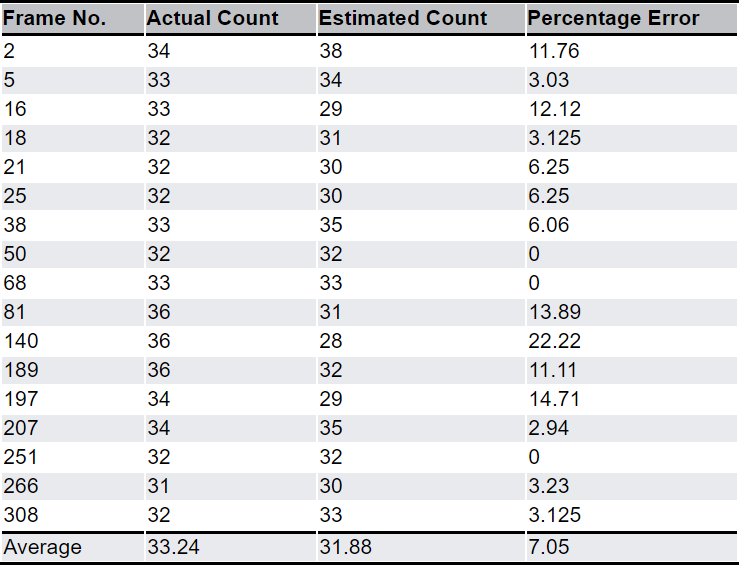 Frame No. Actual Count Estimated Count Percentage Error
2 34 38 11.76
5 33 34 3.03
16 33 29 12.12
18 32 31 3.125
21 32 30 6.25
25 32 30 6.25
38 33 35 6.06
50 32 32 0
68 33 33 0
81 36 31 13.89
140 36 28 22.22
189 36 32 11.11
197 34 29 14.71
207 34 35 2.94
251 32 32 0
266 31 30 3.23
308 32 33 3.125
Average 33.24 31.88 7.05